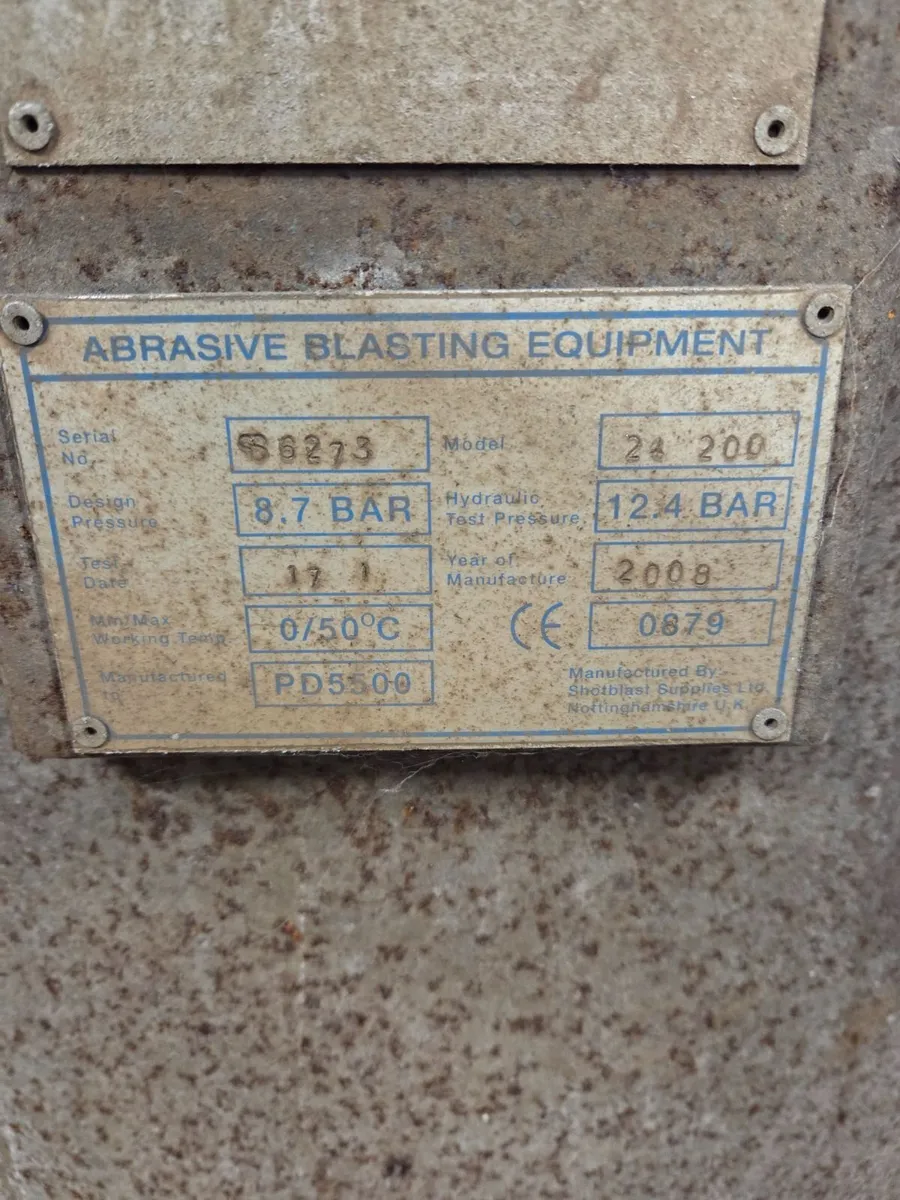 ABRASIVE BLASTING EQUIPMENT
Serial No. 6273 Model 200
Design Pressure 8.7 BAR Hydraulic Test Pressure 12.4 BAR
Test Date 17 1 Year of Manufacture 2008
Min/Max Working Temp 0/50°C CE 0879
Manufactured to PD5500
Manufactured By:-
Shotblast Supplies Ltd
Nottinghamshire U.K.